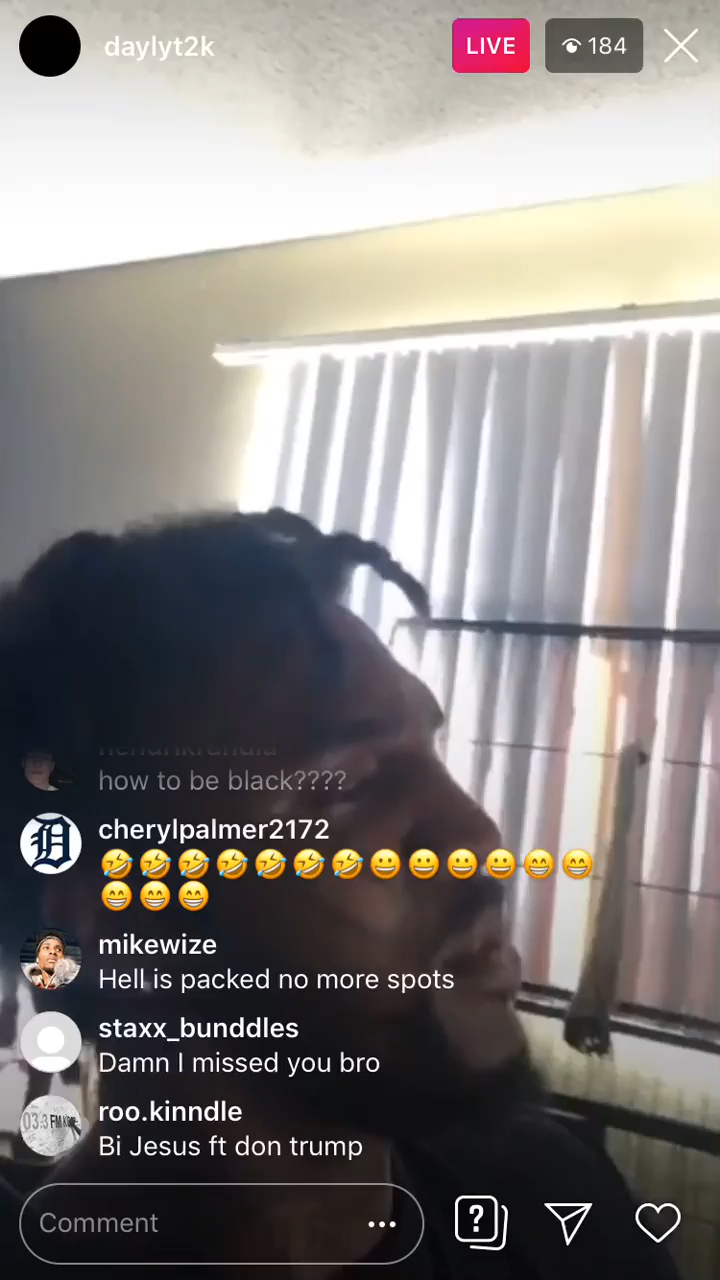 daylyt2k
LIVE
184
how to be black????
cherylpalmer2172
🤣🤣🤣🤣🤣🤣🤣😀😀😀😀😁😁
😁😁😁
mikewize
Hell is packed no more spots
staxx_bunddles
Damn I missed you bro
roo.kinndle
Bi Jesus ft don trump
Comment